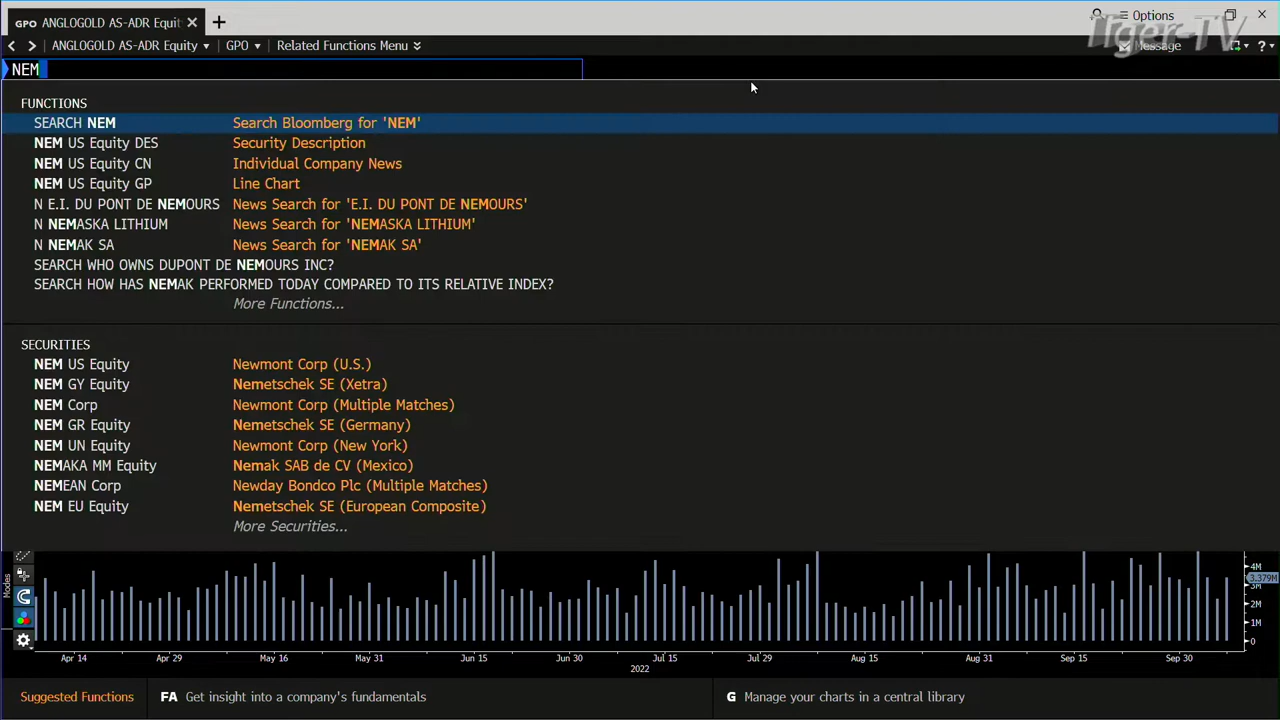 GPO ANGLOGOLD AS-ADR Equit
Options
Tiger-TV
ANGLOGOLD AS-ADR Equity GPO Related Functions Menu
Message
NEM
FUNCTIONS
SEARCH NEM Search Bloomberg for 'NEM'
NEM US Equity DES Security Description
NEM US Equity CN Individual Company News
NEM US Equity GP Line Chart
N E.I. DU PONT DE NEMOURS News Search for 'E.I. DU PONT DE NEMOURS'
N NEMASKA LITHIUM News Search for 'NEMASKA LITHIUM'
N NEMAK SA News Search for 'NEMAK SA'
SEARCH WHO OWNS DUPONT DE NEMOURS INC?
SEARCH HOW HAS NEMAK PERFORMED TODAY COMPARED TO ITS RELATIVE INDEX?
More Functions...
SECURITIES
NEM US Equity Newmont Corp (U.S.)
NEM GY Equity Nemetschek SE (Xetra)
NEM Corp Newmont Corp (Multiple Matches)
NEM GR Equity Nemetschek SE (Germany)
NEM UN Equity Newmont Corp (New York)
NEMAKA MM Equity Nemak SAB de CV (Mexico)
NEMEAN Corp Newday Bondco Plc (Multiple Matches)
NEM EU Equity Nemetschek SE (European Composite)
More Securities...
Modes
4M
3.379M
3M
2M
1M
0
Apr 14 Apr 29 May 16 May 31 Jun 15 Jun 30 Jul 15 Jul 29 Aug 15 Aug 31 Sep 15 Sep 30
2022
Suggested Functions FA Get insight into a company's fundamentals G Manage your charts in a central library